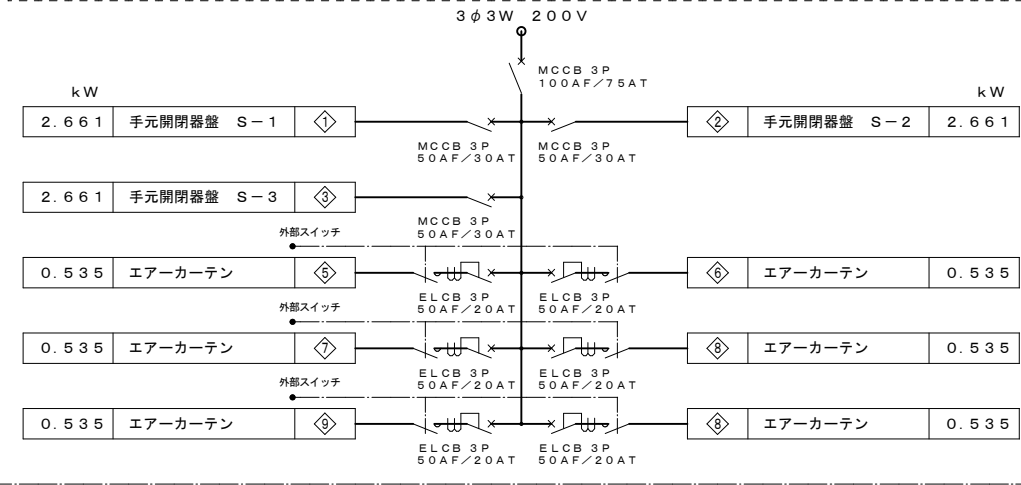 3φ3W 200V
MCCB 3P
100AF/75AT
kW
kW
2.661 手元開閉器盤 S-1 1
2 手元開閉器盤 S-2 2.661
MCCB 3P
50AF/30AT
MCCB 3P
50AF/30AT
2.661 手元開閉器盤 S-3 3
MCCB 3P
50AF/30AT
外部スイッチ
0.535 エアーカーテン 5
6 エアーカーテン 0.535
ELCB 3P
50AF/20AT
ELCB 3P
50AF/20AT
外部スイッチ
0.535 エアーカーテン 7
8 エアーカーテン 0.535
ELCB 3P
50AF/20AT
ELCB 3P
50AF/20AT
外部スイッチ
0.535 エアーカーテン 9
8 エアーカーテン 0.535
ELCB 3P
50AF/20AT
ELCB 3P
50AF/20AT